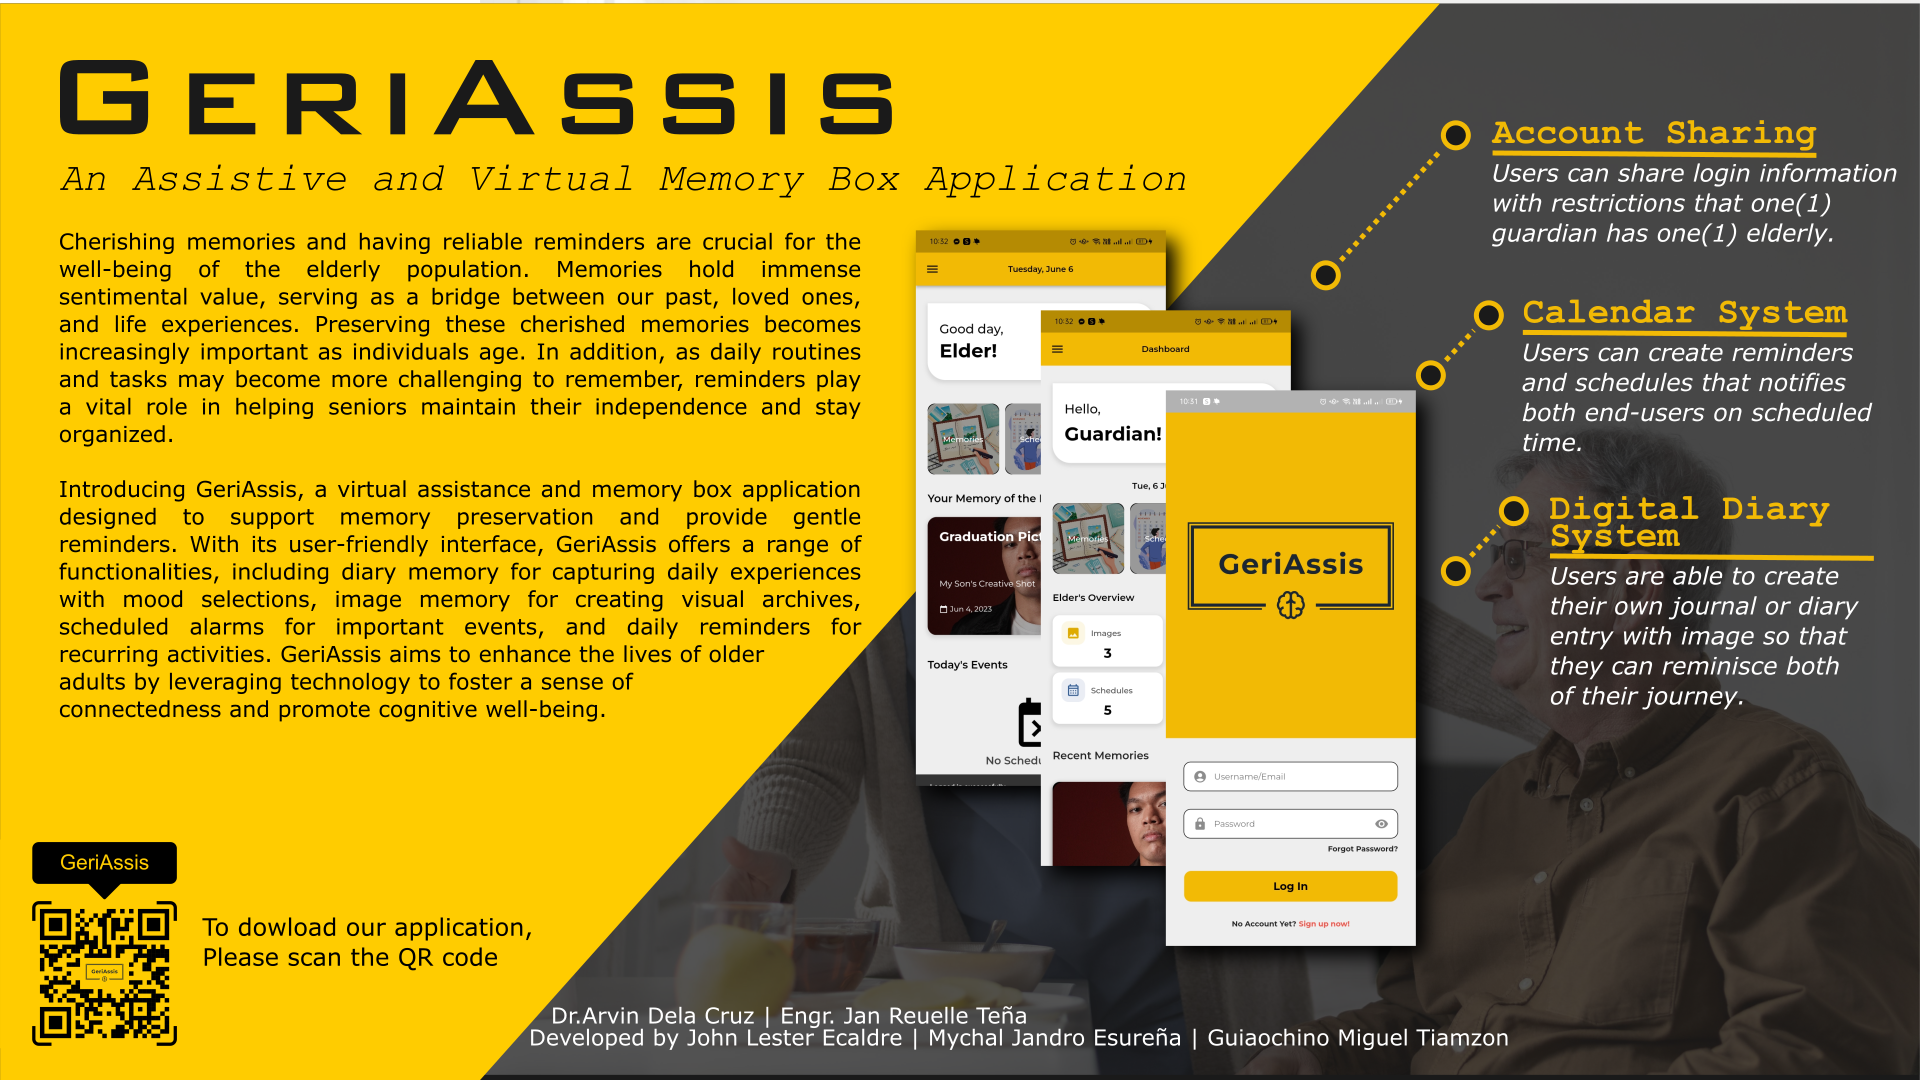 GERIASSIS
An Assistive and Virtual Memory Box Application
Cherishing memories and having reliable reminders are crucial for the
well-being of the elderly population. Memories hold immense
sentimental value, serving as a bridge between our past, loved ones,
and life experiences. Preserving these cherished memories becomes
increasingly important as individuals age. In addition, as daily routines
and tasks may become more challenging to remember, reminders play
a vital role in helping seniors maintain their independence and stay
organized.
Introducing GeriAssis, a virtual assistance and memory box application
designed to support memory preservation and provide gentle
reminders. With its user-friendly interface, GeriAssis offers a range of
functionalities, including diary memory for capturing daily experiences
with mood selections, image memory for creating visual archives,
scheduled alarms for important events, and daily reminders for
recurring activities. GeriAssis aims to enhance the lives of older
adults by leveraging technology to foster a sense of
connectedness and promote cognitive well-being.
GeriAssis
GeriAssis
To dowload our application,
Please scan the QR code
10:32
Tuesday, June 6
Good day,
Elder!
Memories
Sche
Your Memory of the
Graduation Pict
My Son's Creative Shot
Jun 4, 2023
Today's Events
No Schedu
10:32
Dashboard
Hello,
Guardian!
Tue, 6 J
Memories
Sche
Elder's Overview
Images
3
Schedules
5
Recent Memories
10:31
GeriAssis
Username/Email
Password
Forgot Password?
Log In
No Account Yet? Sign up now!
Account Sharing
Users can share login information
with restrictions that one(1)
guardian has one(1) elderly.
Calendar System
Users can create reminders
and schedules that notifies
both end-users on scheduled
time.
Digital Diary
System
Users are able to create
their own journal or diary
entry with image so that
they can reminisce both
of their journey.
Dr.Arvin Dela Cruz | Engr. Jan Reuelle Teña
Developed by John Lester Ecaldre | Mychal Jandro Esureña | Guiaochino Miguel Tiamzon